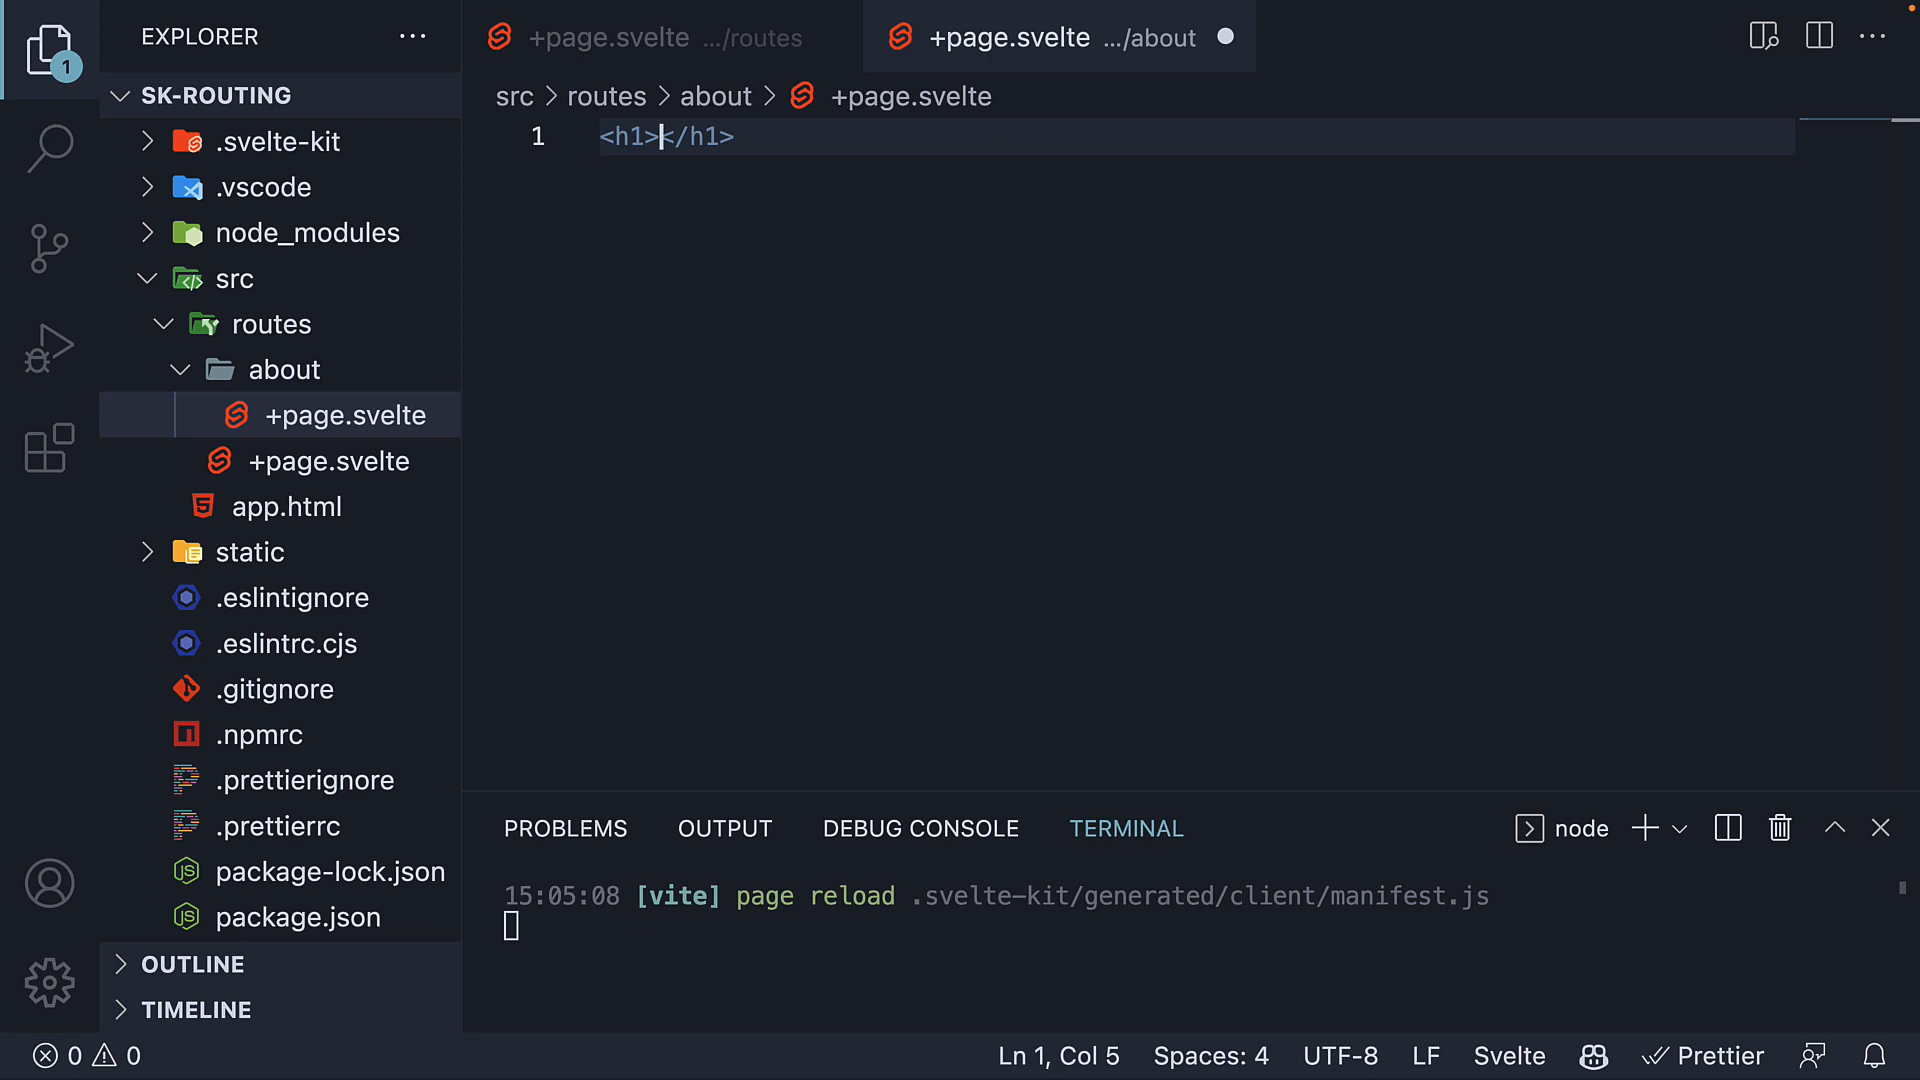 EXPLORER
1
SK-ROUTING
.svelte-kit
.vscode
node_modules
src
routes
about
+page.svelte
+page.svelte
app.html
static
.eslintignore
.eslintrc.cjs
.gitignore
.npmrc
.prettierignore
.prettierrc
package-lock.json
package.json
OUTLINE
TIMELINE
+page.svelte .../routes
+page.svelte .../about
src > routes > about > +page.svelte
1 <h1></h1>
PROBLEMS OUTPUT DEBUG CONSOLE TERMINAL node
15:05:08 [vite] page reload .svelte-kit/generated/client/manifest.js
0 0 Ln 1, Col 5 Spaces: 4 UTF-8 LF Svelte Prettier